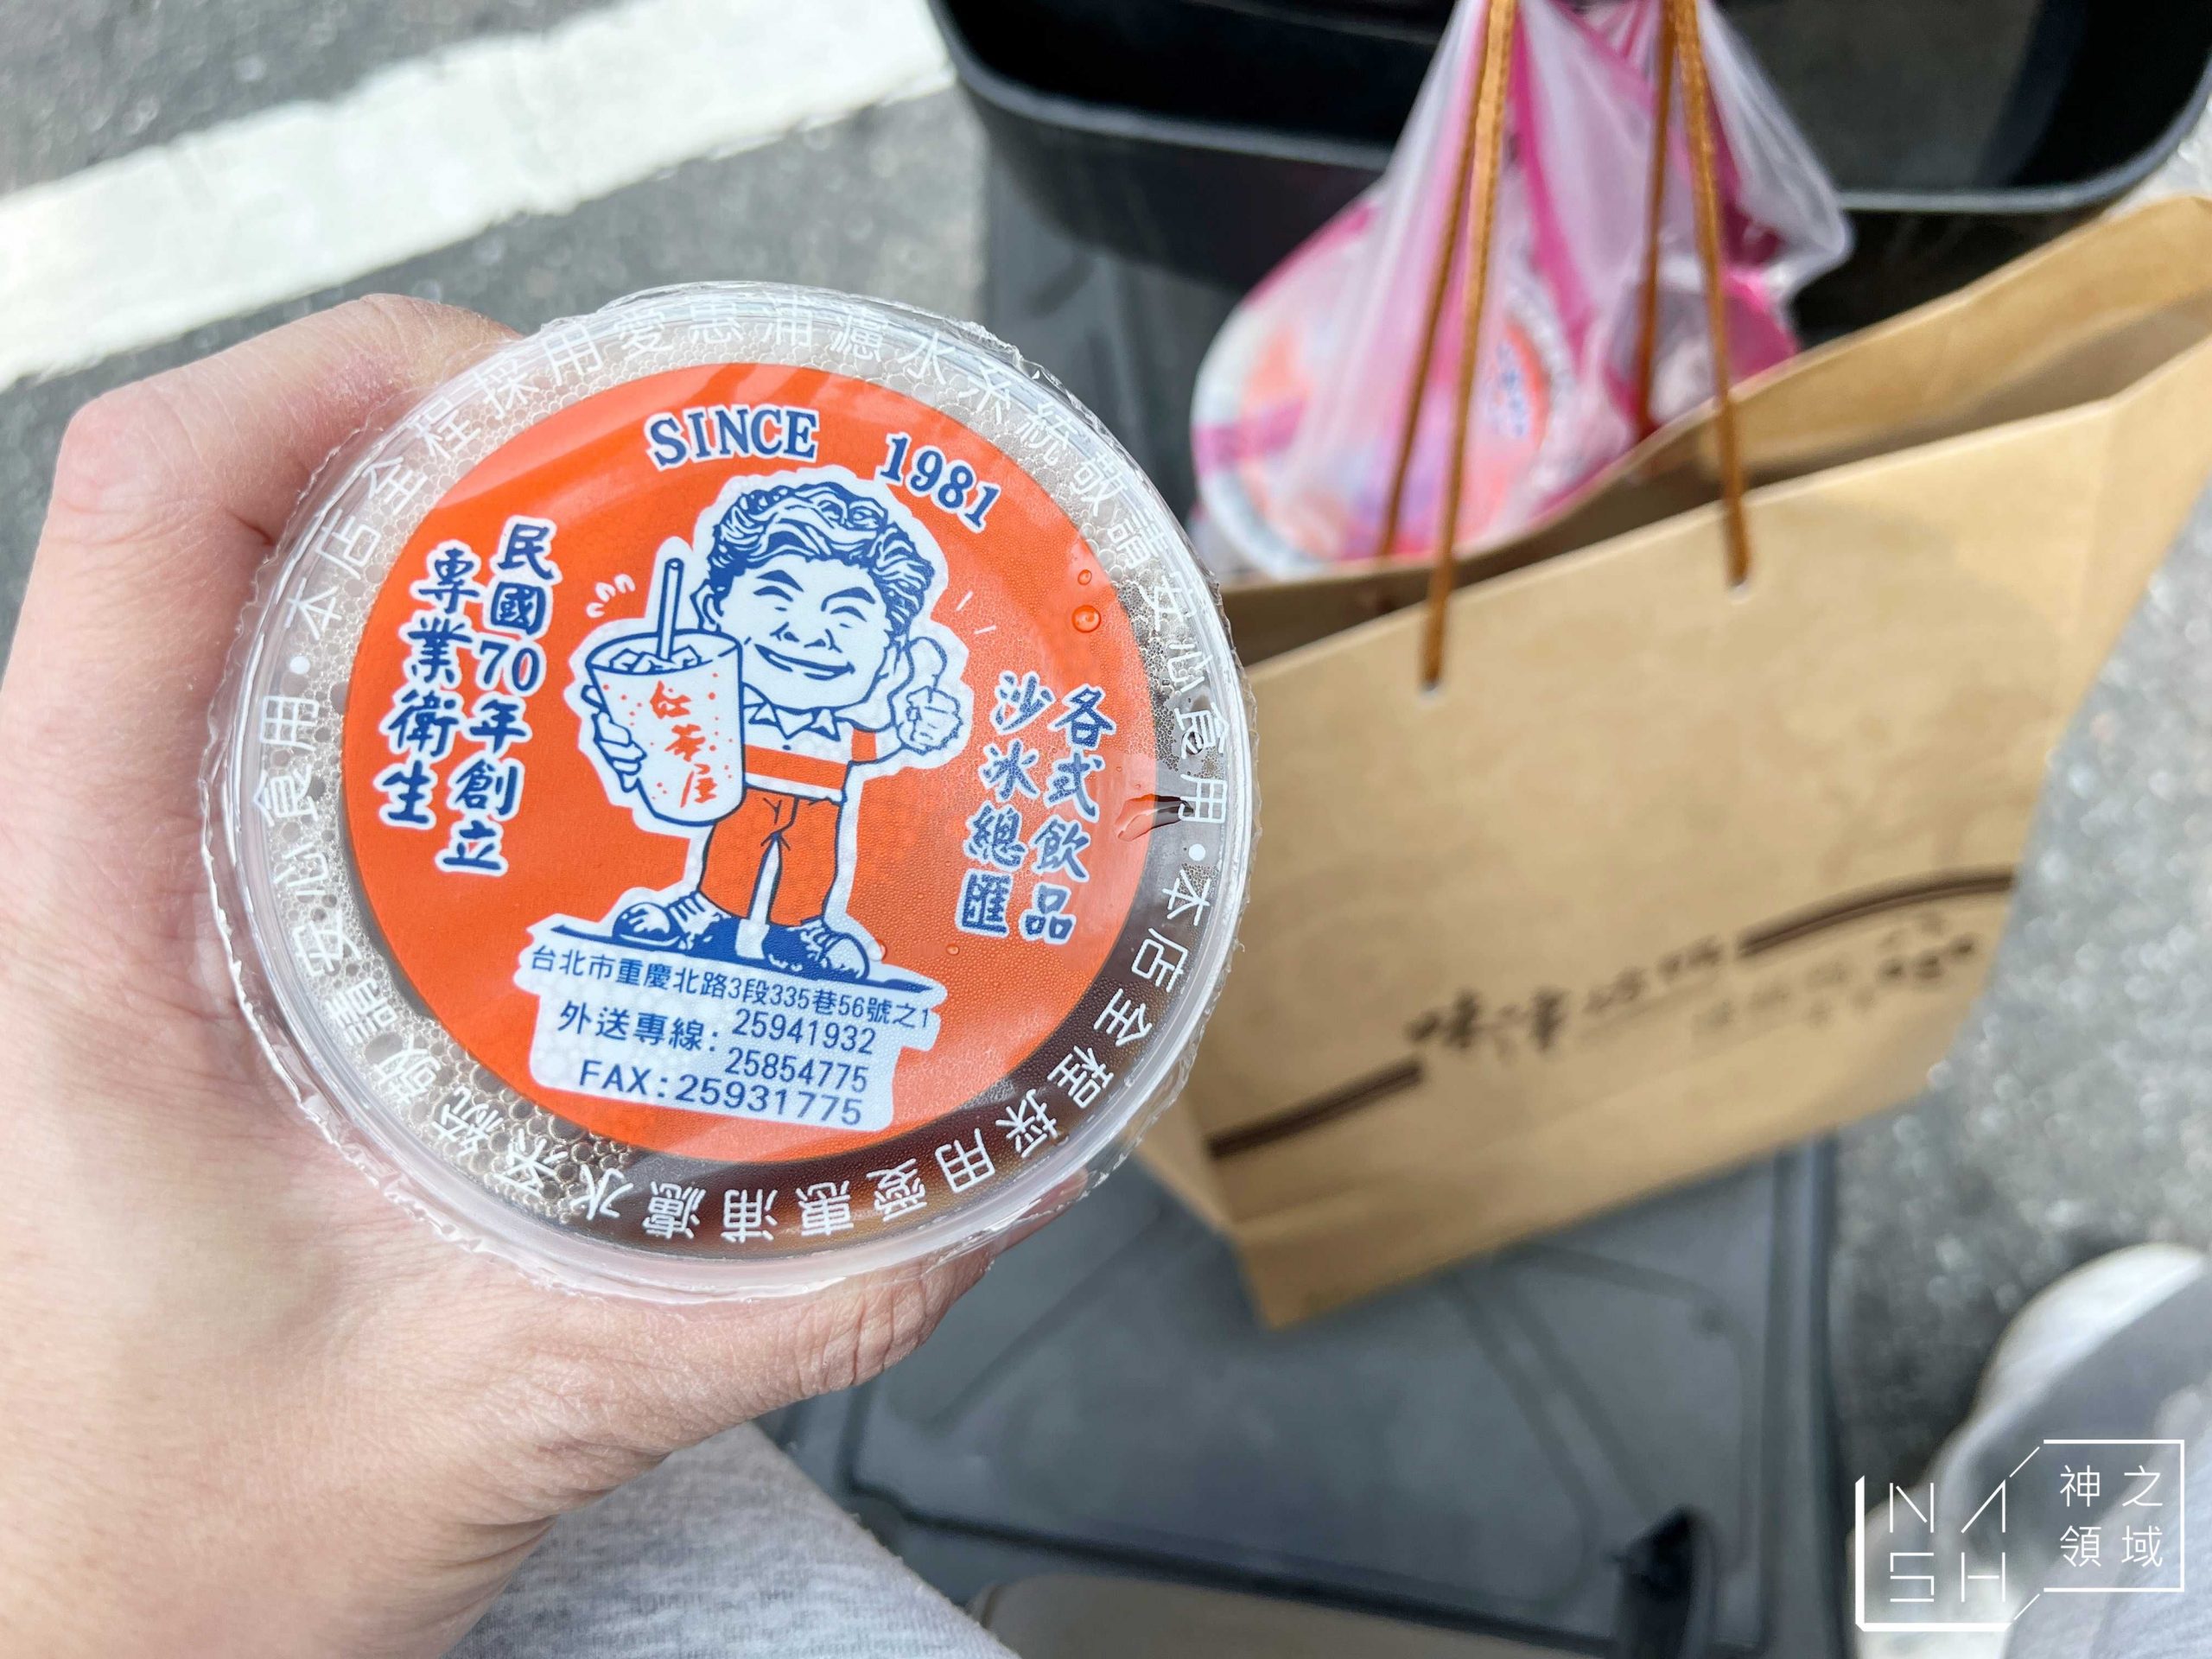 本店全程採用愛惠浦濾水系統敬請安心食用•本店全程採用愛惠浦濾水系統敬請安心食用•
SINCE 1981
民國70年創立
專業衛生
各式飲品
沙冰總匯
紅茶屋
台北市重慶北路3段335巷56號之1
外送專線:25941932
25854775
FAX:25931775
NASH
神之
領域